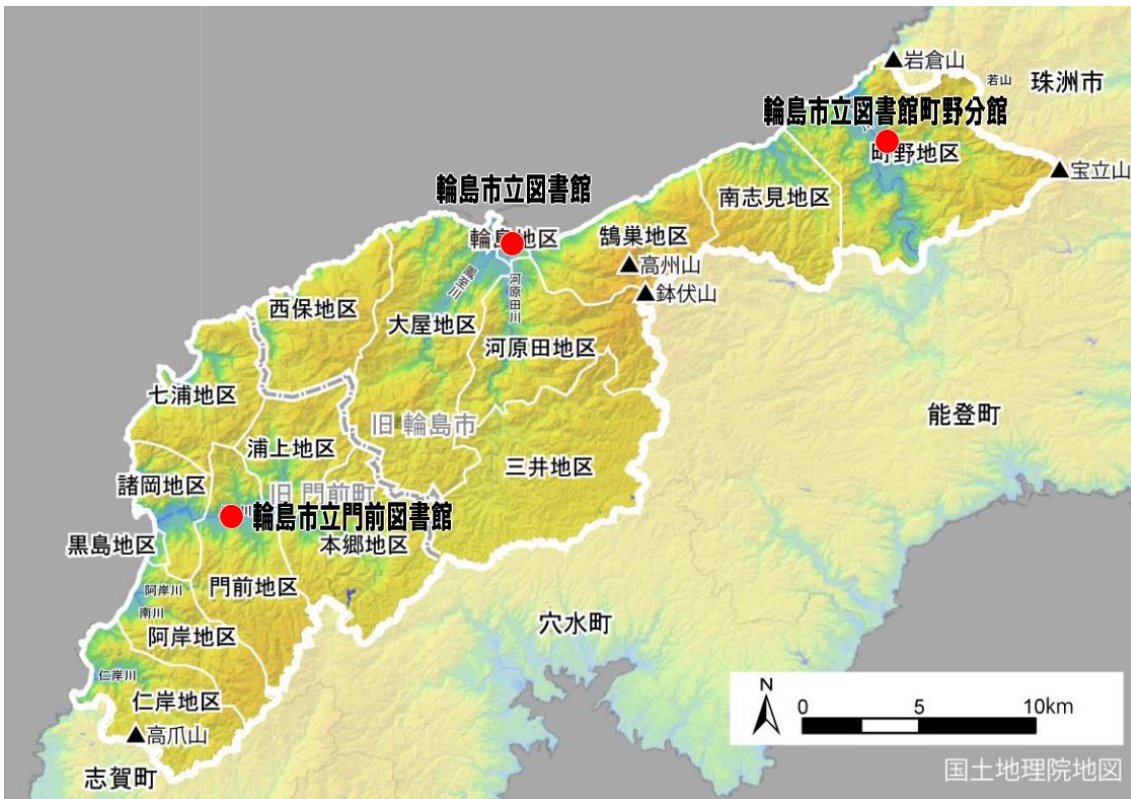 岩倉山
若山
珠洲市
輪島市立図書館町野分館
町野地区
宝立山
輪島市立図書館
南志見地区
輪島地区
鵠巣地区
高州山
鉢伏山
河原田川
西保地区
大屋地区
河原田地区
七浦地区
旧 輪島市
能登町
浦上地区
三井地区
諸岡地区
旧 門前町
輪島市立門前図書館
黒島地区
本郷地区
門前地区
阿岸川
南川
穴水町
阿岸地区
仁岸川
仁岸地区
高爪山
志賀町
N
0 5 10km
国土地理院地図